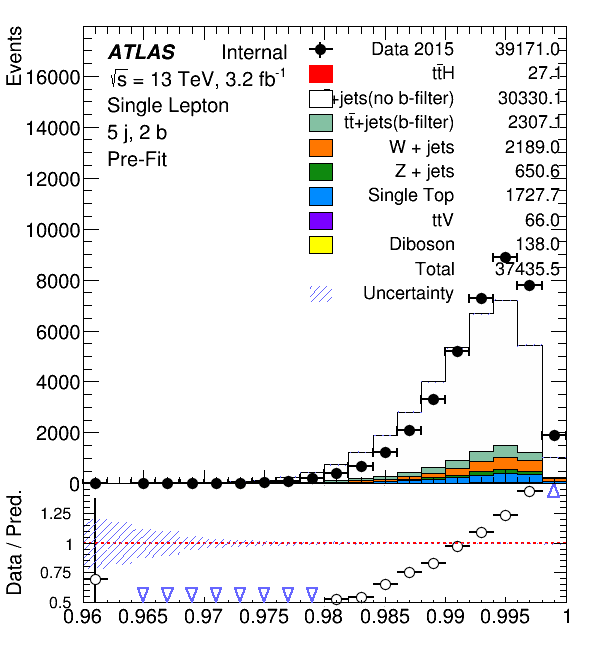 Events
ATLAS Internal
√s = 13 TeV, 3.2 fb⁻¹
Single Lepton
5 j, 2 b
Pre-Fit
Data 2015 39171.0
tt̄H 27.1
+jets(no b-filter) 30330.1
tt̄+jets(b-filter) 2307.1
W + jets 2189.0
Z + jets 650.6
Single Top 1727.7
ttV 66.0
Diboson 138.0
Total 37435.5
Uncertainty
16000
14000
12000
10000
8000
6000
4000
2000
0
Data / Pred.
1.25
1
0.75
0.5
0.96 0.965 0.97 0.975 0.98 0.985 0.99 0.995 1